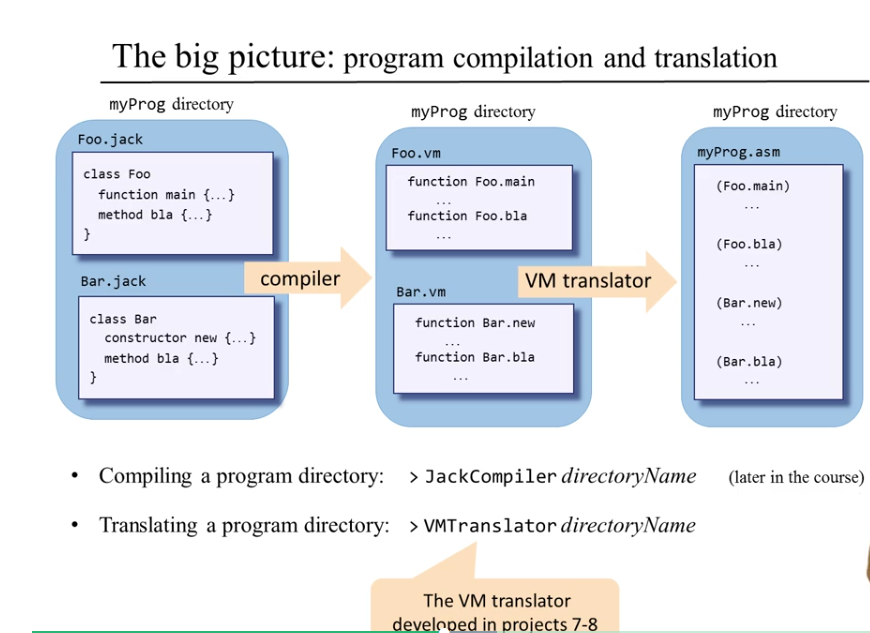 The big picture: program compilation and translation
myProg directory
Foo.jack
class Foo
function main {...}
method bla {...}
}
Bar.jack
class Bar
constructor new {...}
method bla {...}
}
compiler
myProg directory
Foo.vm
function Foo.main
...
function Foo.bla
...
Bar.vm
function Bar.new
...
function Bar.bla
...
VM translator
myProg directory
myProg.asm
(Foo.main)
...
(Foo.bla)
...
(Bar.new)
...
(Bar.bla)
...
• Compiling a program directory: > JackCompiler directoryName (later in the course)
• Translating a program directory: > VMTranslator directoryName
The VM translator
developed in projects 7-8